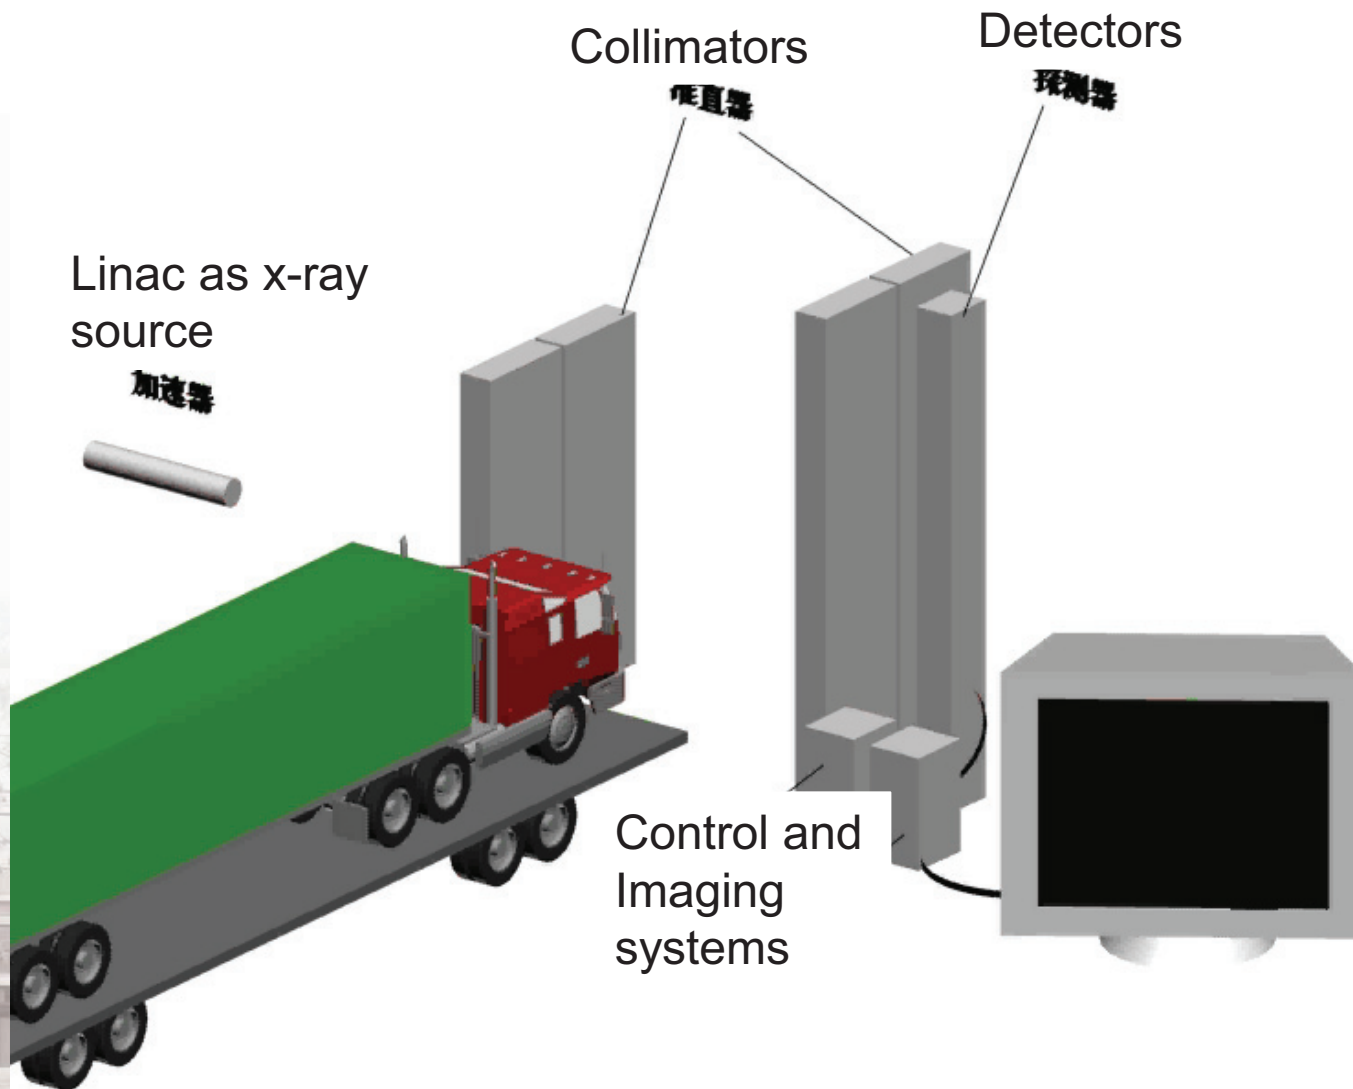 Collimators
准直器
Detectors
探测器
Linac as x-ray
source
加速器
Control and
Imaging
systems